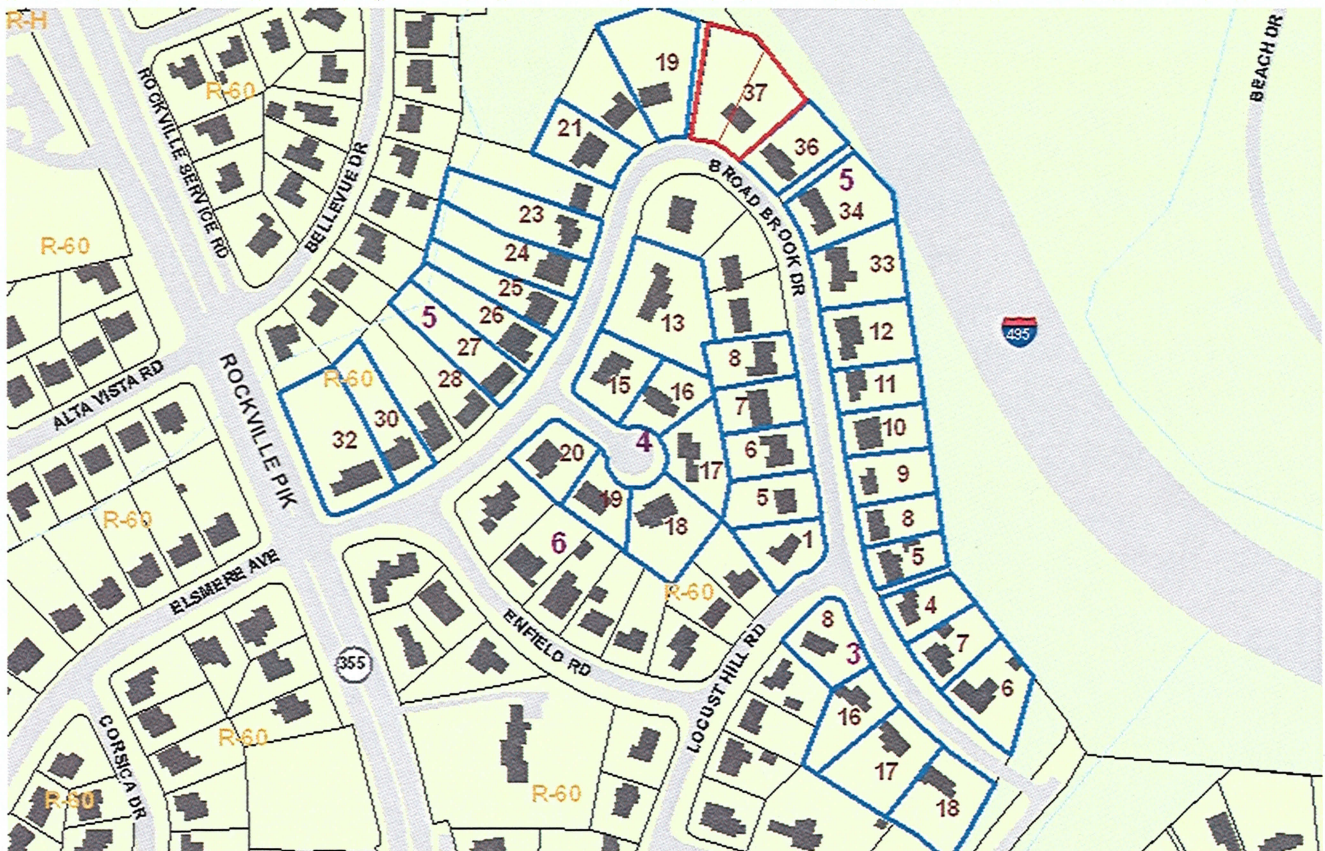 R-H
19
BEACH DR
ROCKVILLE SERVICE RD
R-60
37
21
36
BELLEVUE DR
BROAD BROOK DR
5
34
23
R-60
24
33
25
5
26
13
12
495
27
8
R-60
28
15
16
11
ALTA VISTA RD
ROCKVILLE PIK
7
30
10
32
4
20
6
17
9
19
5
18
8
R-60
6
1
5
ELSMERE AVE
R-60
4
ENFIELD RD
8
7
355
3
LOCUST HILL RD
6
16
CORSICA DR
R-60
17
R-60
R-60
18